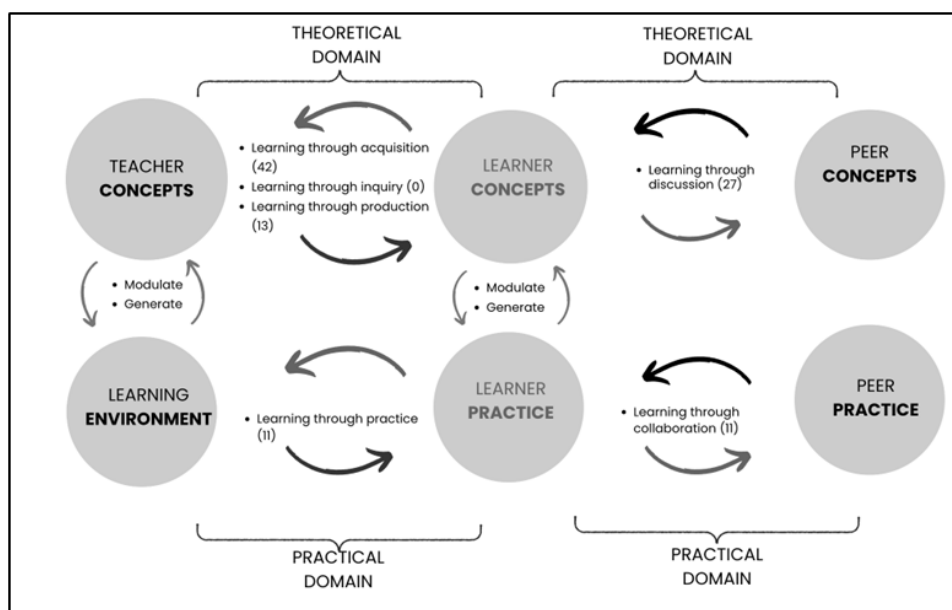 THEORETICAL
DOMAIN
THEORETICAL
DOMAIN
TEACHER
CONCEPTS
• Learning through acquisition
(42)
• Learning through inquiry (0)
• Learning through production
(13)
LEARNER
CONCEPTS
• Learning through
discussion (27)
PEER
CONCEPTS
• Modulate
• Generate
• Modulate
• Generate
LEARNING
ENVIRONMENT
• Learning through practice
(11)
LEARNER
PRACTICE
• Learning through
collaboration (11)
PEER
PRACTICE
PRACTICAL
DOMAIN
PRACTICAL
DOMAIN